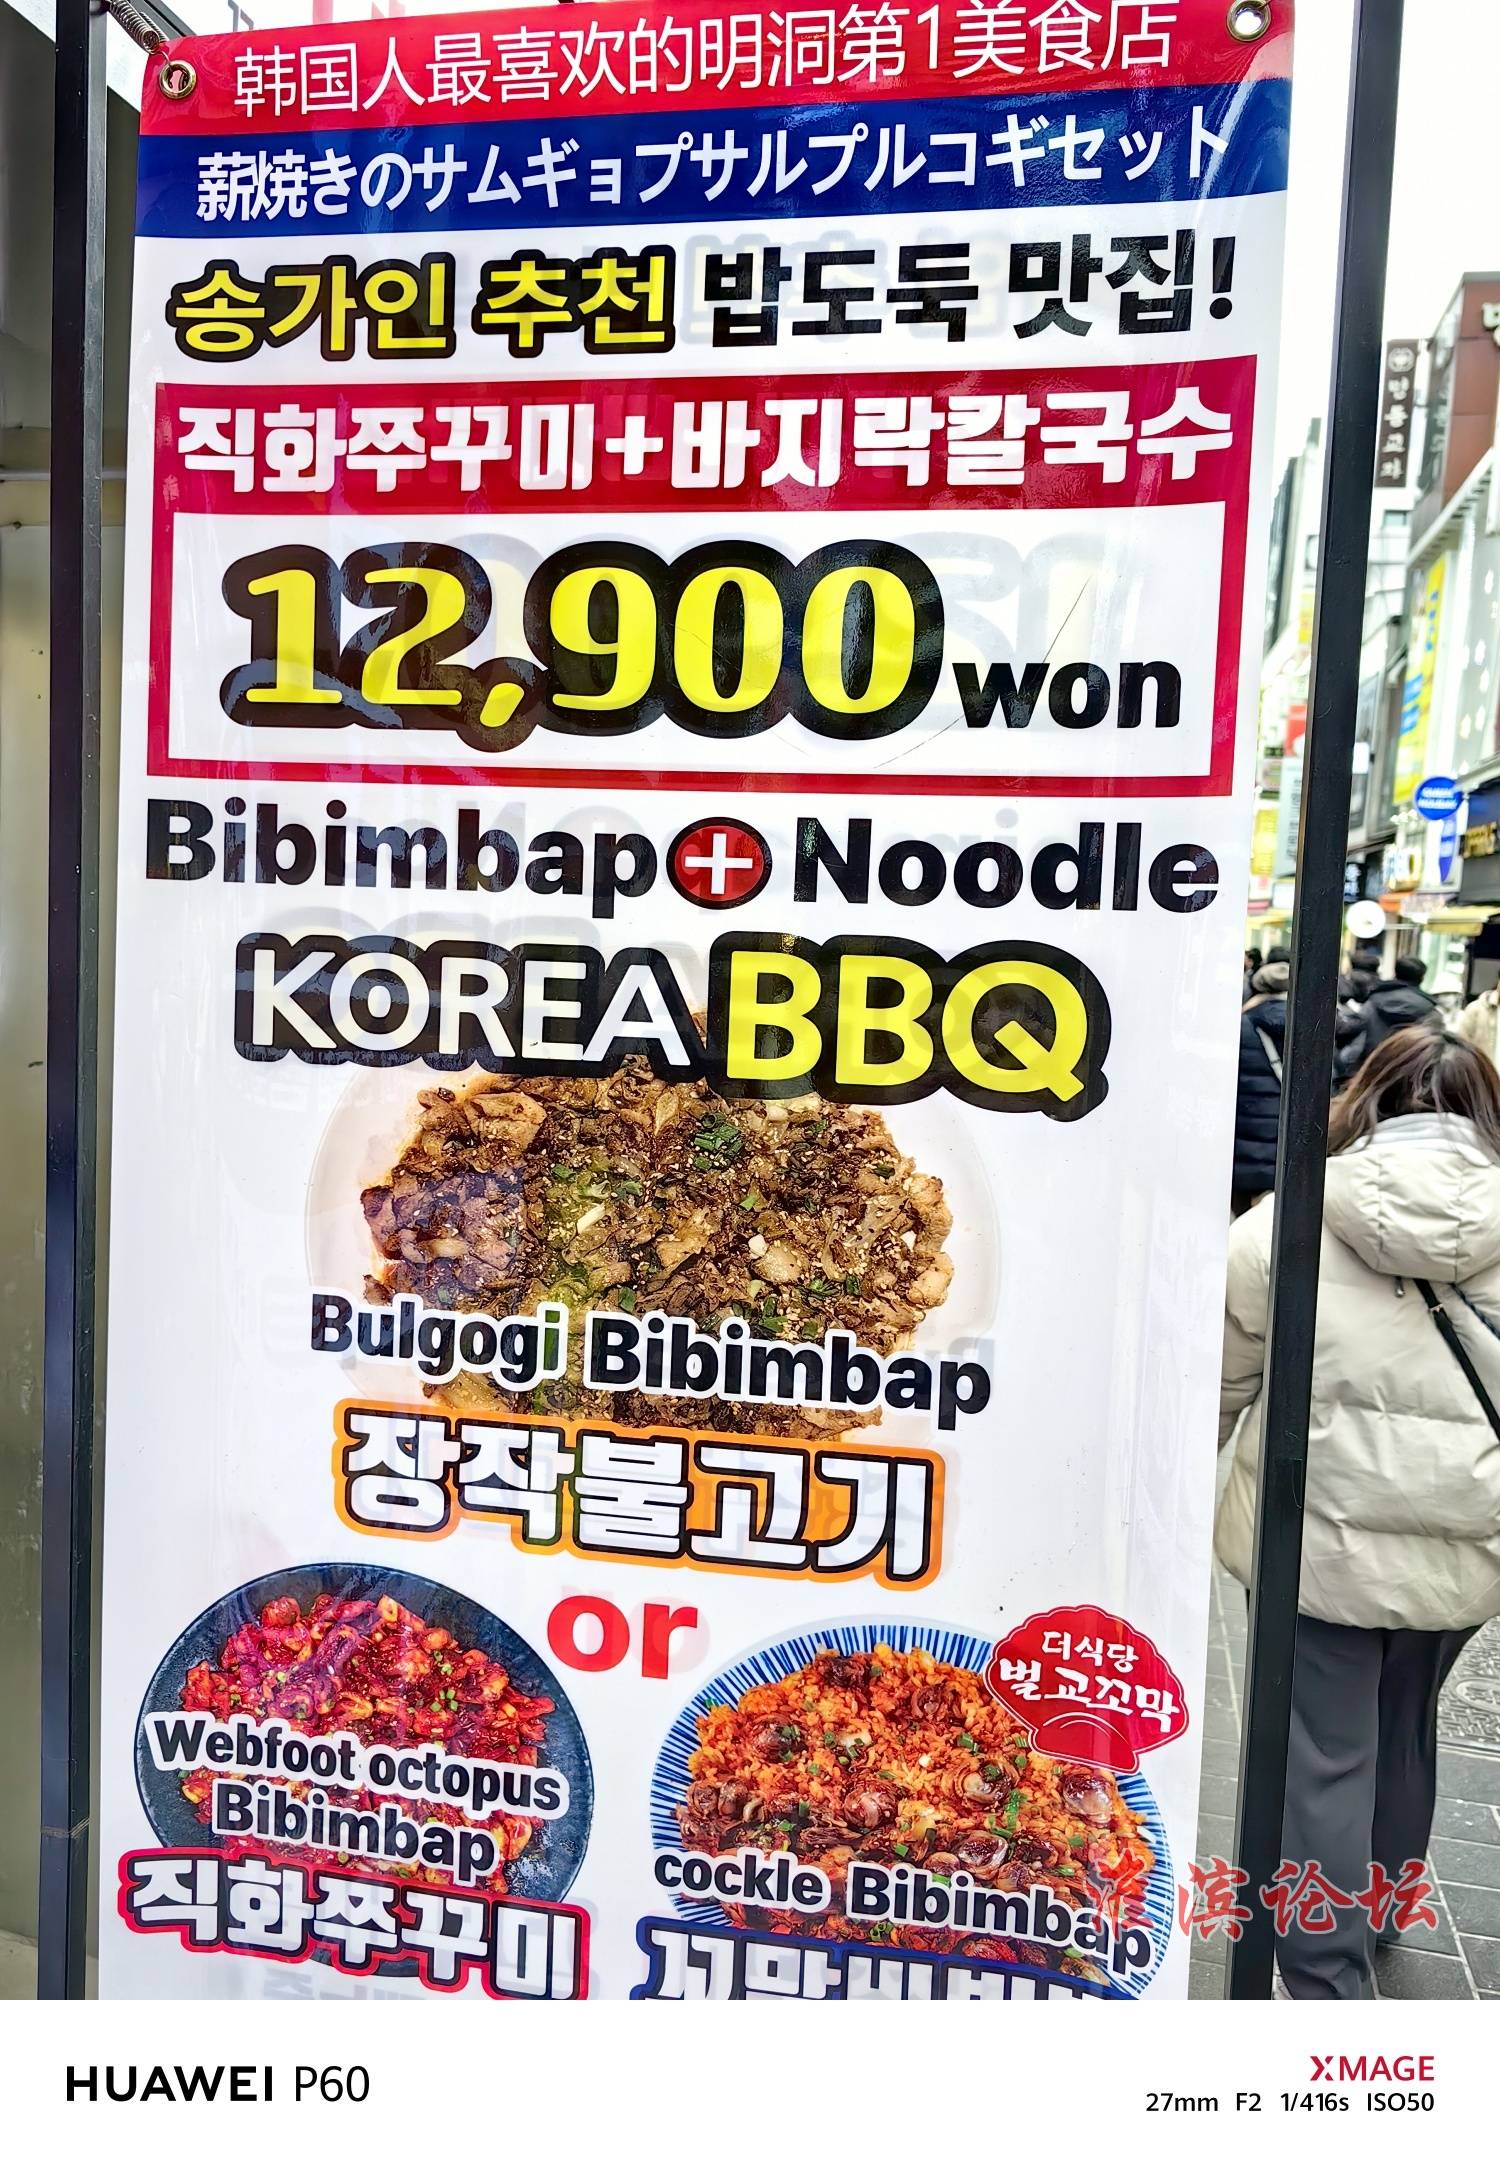 韩国人最喜欢的明洞第1美食店
薪焼きのサムギョプサルプルコギセット
송가인 추천 밥도둑 맛집!
직화쭈꾸미+바지락칼국수
12,900 won
Bibimbap + Noodle
KOREA BBQ
Bulgogi Bibimbap
장작불고기
or
더식당
벌교꼬막
Webfoot octopus
Bibimbap
직화쭈꾸미
cockle Bibimbap
淮滨论坛
HUAWEI P60
XMAGE
27mm F2 1/416s ISO50